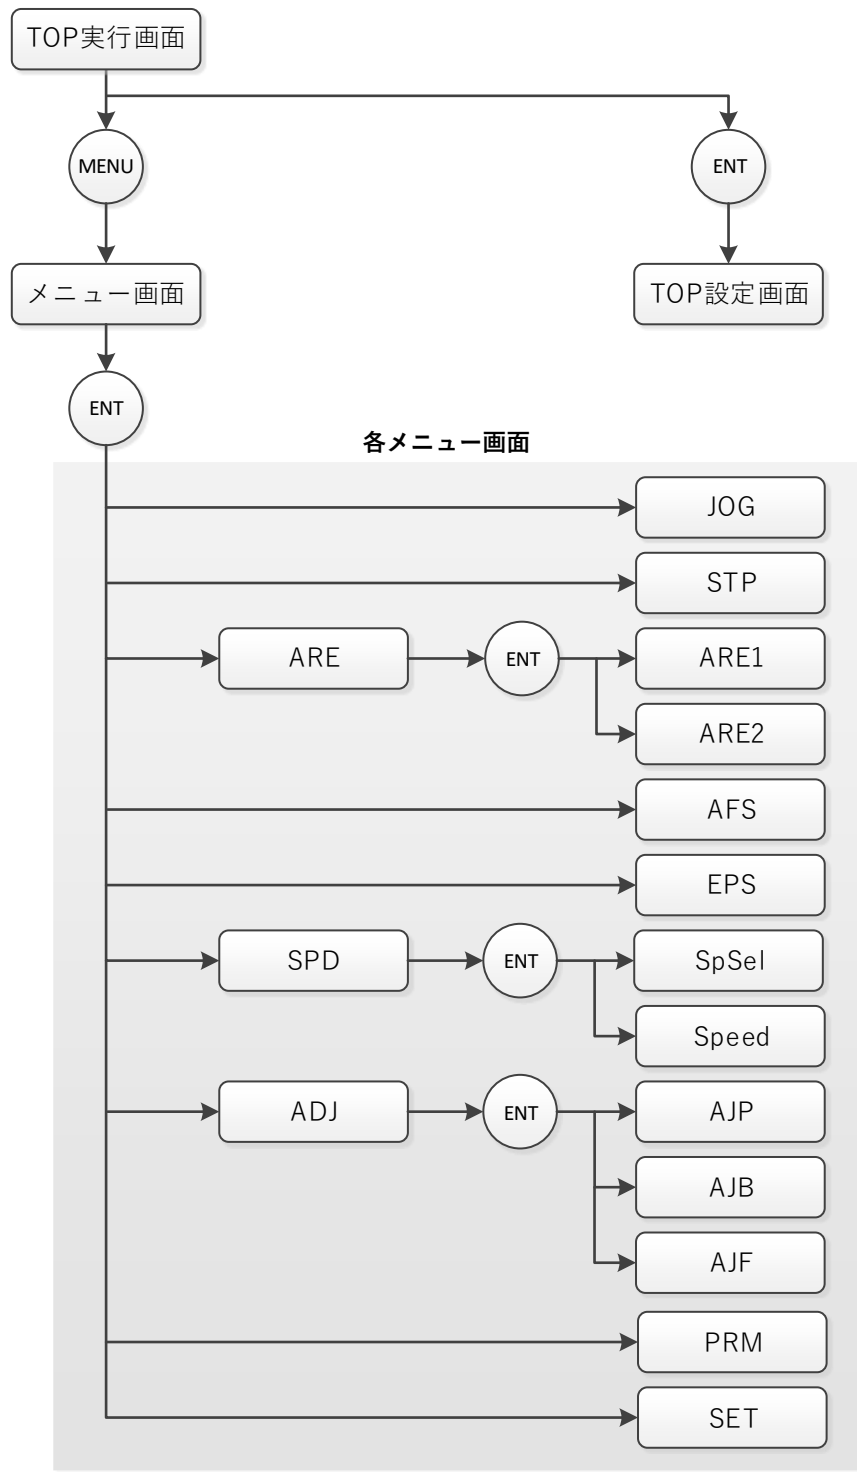 TOP実行画面
MENU
ENT
メニュー画面
TOP設定画面
ENT
各メニュー画面
JOG
STP
ARE
ENT
ARE1
ARE2
AFS
EPS
SPD
ENT
SpSel
Speed
ADJ
ENT
AJP
AJB
AJF
PRM
SET